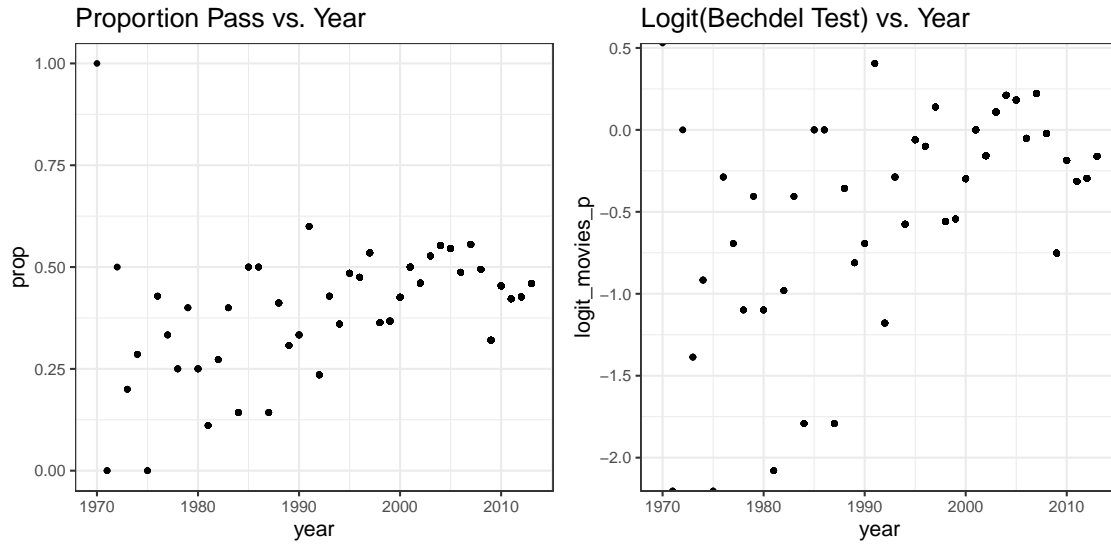 Proportion Pass vs. Year
1.00
0.75
0.50
0.25
0.00
prop
1970 1980 1990 2000 2010
year
Logit(Bechdel Test) vs. Year
0.5
0.0
−0.5
−1.0
−1.5
−2.0
logit_movies_p
1970 1980 1990 2000 2010
year